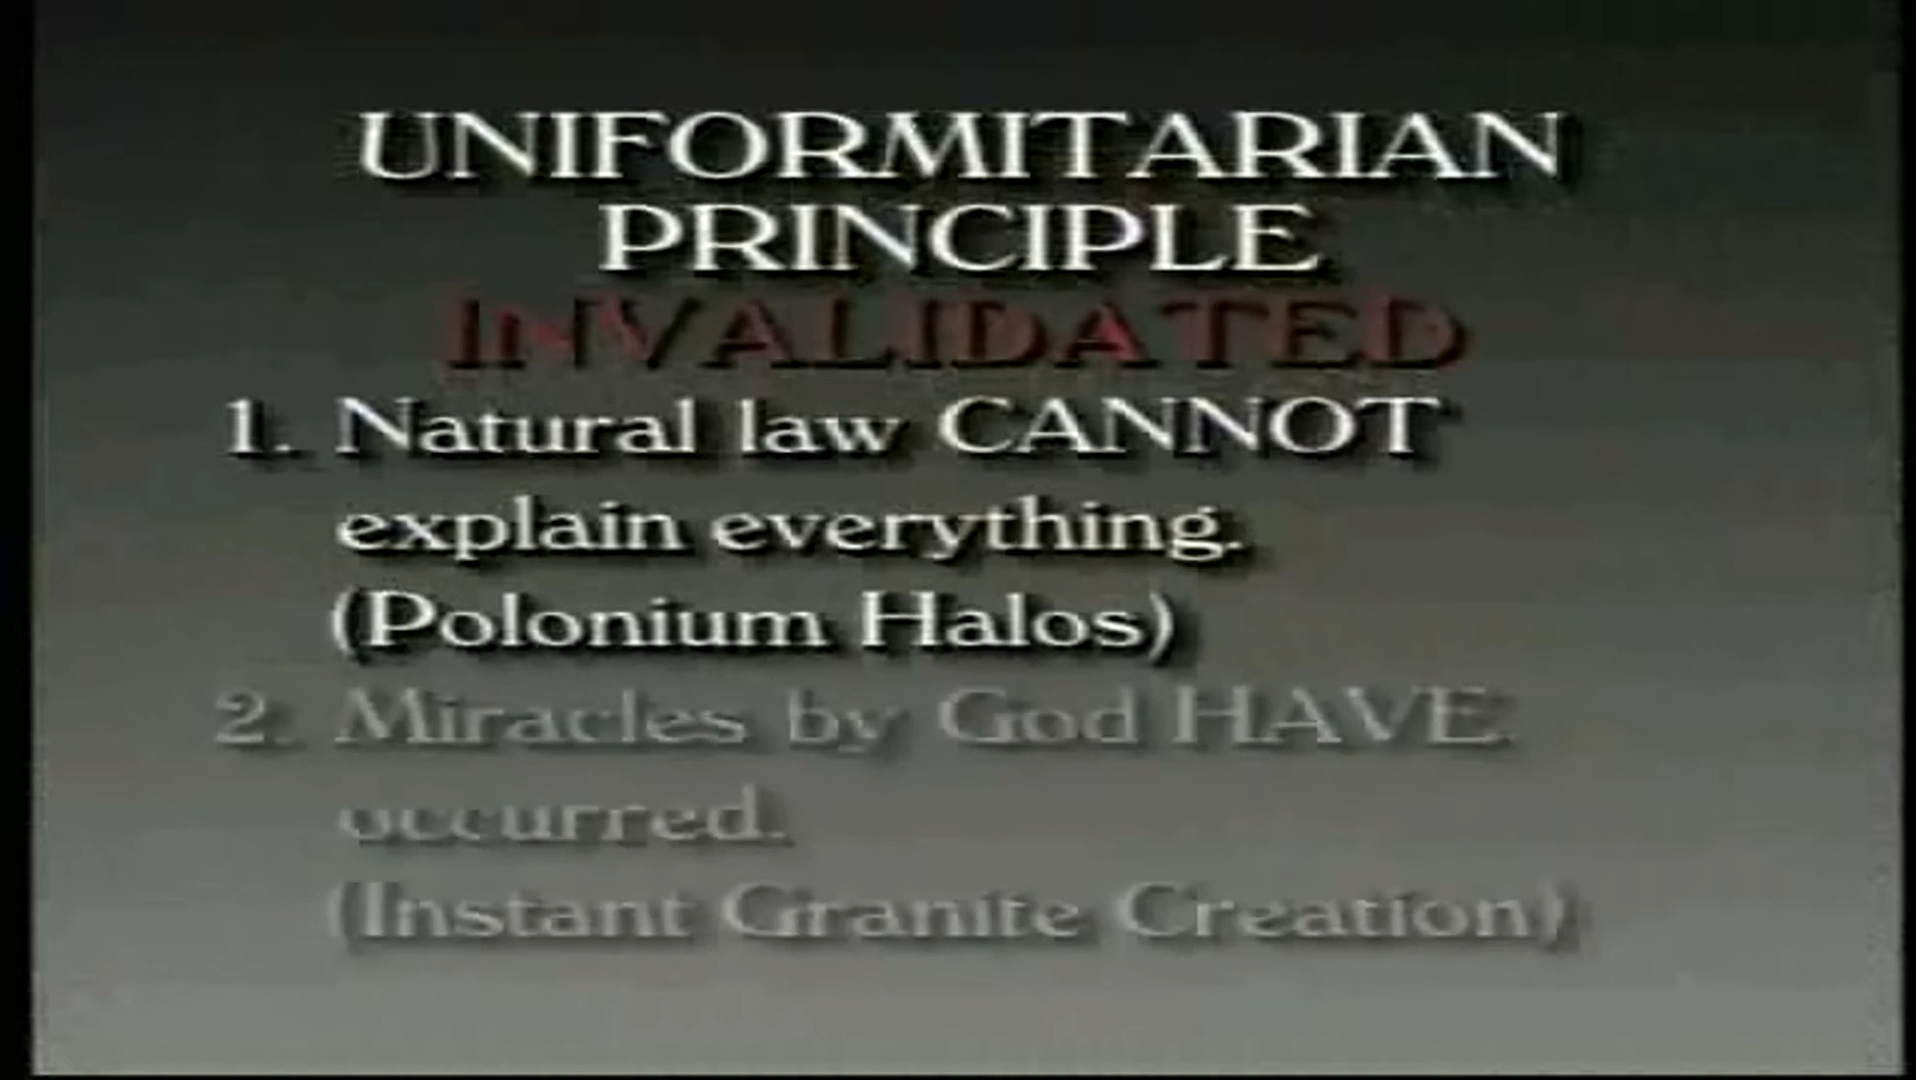 UNIFORMITARIAN
PRINCIPLE
INVALIDATED
1. Natural law CANNOT
explain everything.
(Polonium Halos)
2. Miracles by God HAVE
occurred.
(Instant Granite Creation)